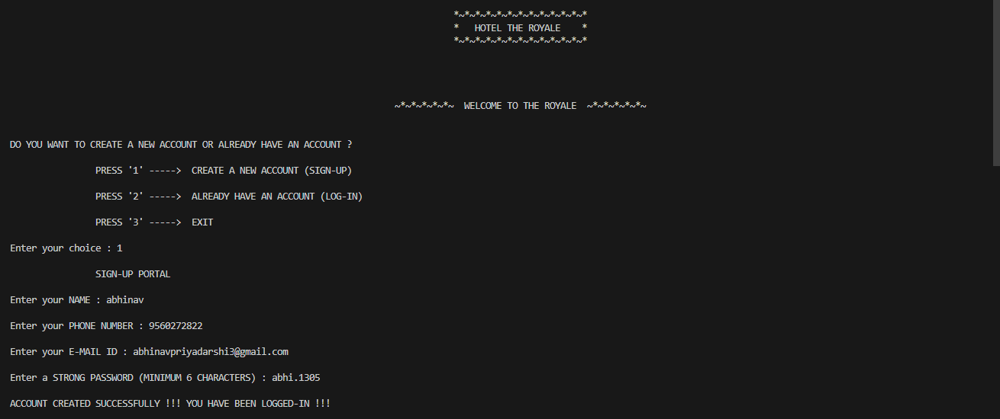 *~*~*~*~*~*~*~*~*~*~*~*~*
* HOTEL THE ROYALE *
*~*~*~*~*~*~*~*~*~*~*~*~*
~*~*~*~*~*~ WELCOME TO THE ROYALE ~*~*~*~*~*~
DO YOU WANT TO CREATE A NEW ACCOUNT OR ALREADY HAVE AN ACCOUNT ?
PRESS '1' -----> CREATE A NEW ACCOUNT (SIGN-UP)
PRESS '2' -----> ALREADY HAVE AN ACCOUNT (LOG-IN)
PRESS '3' -----> EXIT
Enter your choice : 1
SIGN-UP PORTAL
Enter your NAME : abhinav
Enter your PHONE NUMBER : 9560272822
Enter your E-MAIL ID : abhinavpriyadarshi3@gmail.com
Enter a STRONG PASSWORD (MINIMUM 6 CHARACTERS) : abhi.1305
ACCOUNT CREATED SUCCESSFULLY !!! YOU HAVE BEEN LOGGED-IN !!!